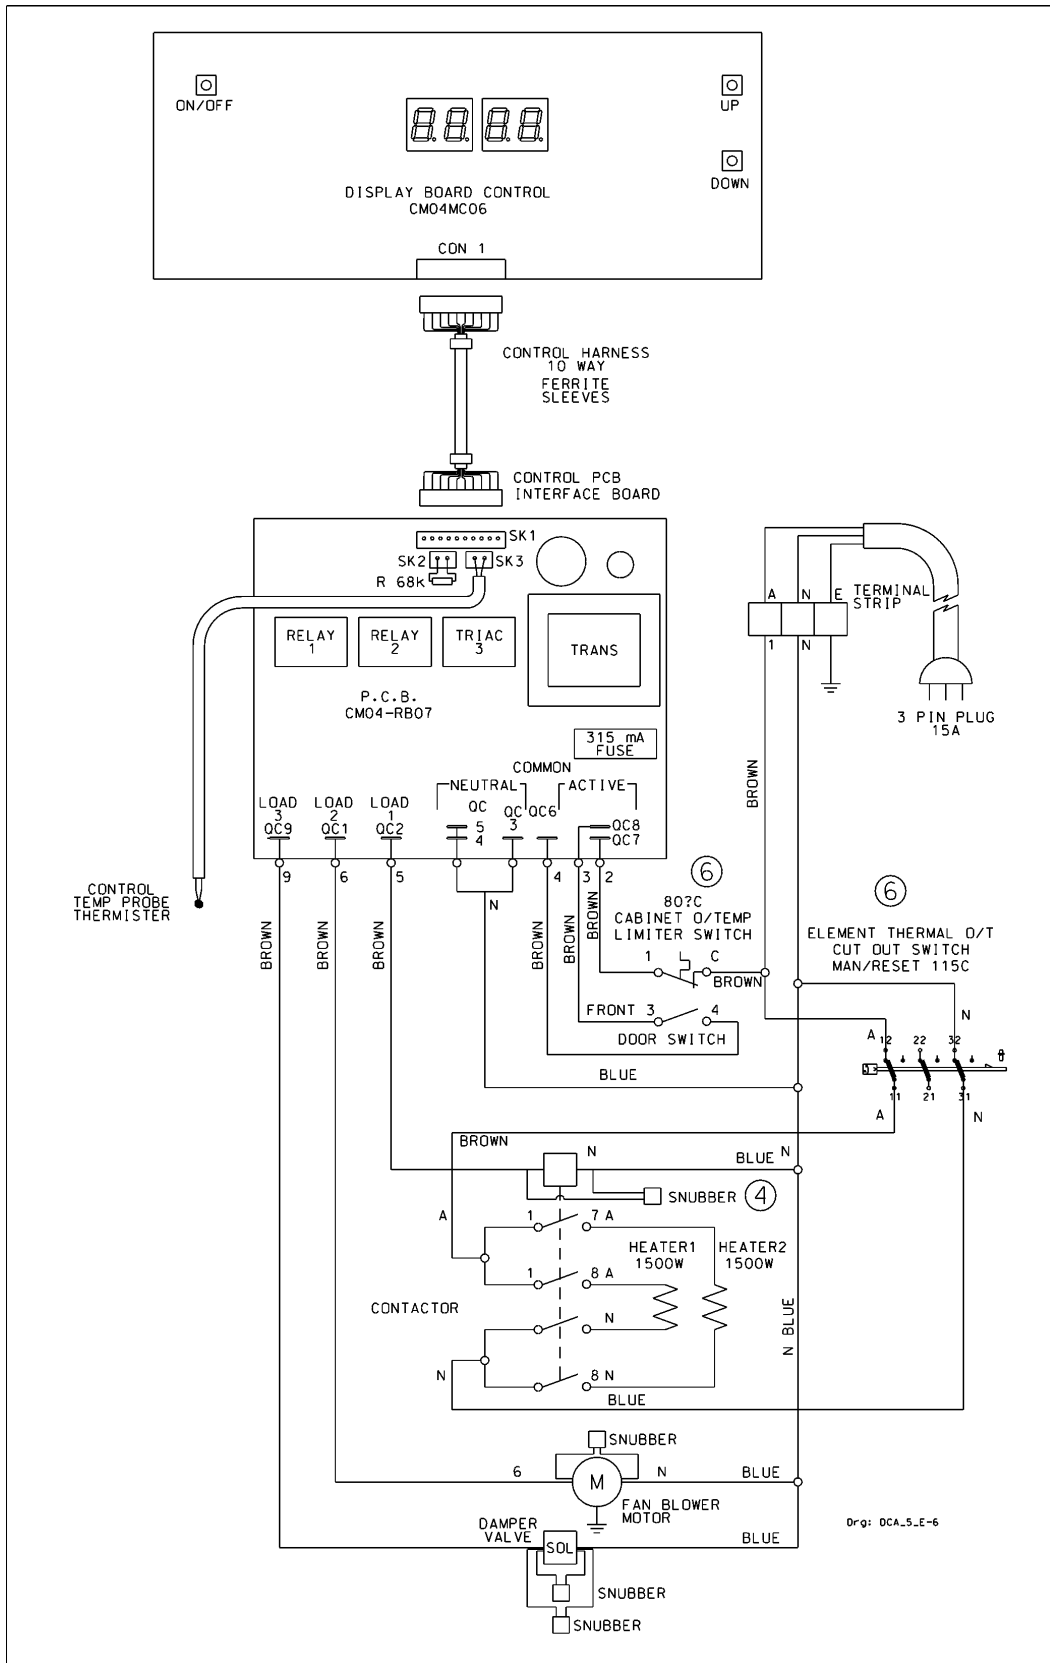 ON/OFF
UP
DOWN
88 88
DISPLAY BOARD CONTROL
CM04MC06
CON 1
CONTROL HARNESS
10 WAY
FERRITE
SLEEVES
CONTROL PCB
INTERFACE BOARD
SK1
SK2
SK3
R 68K
RELAY
1
RELAY
2
TRIAC
3
TRANS
P.C.B.
CM04-RB07
315 mA
FUSE
COMMON
NEUTRAL
ACTIVE
LOAD
3
QC9
LOAD
2
QC1
LOAD
1
QC2
QC
5
4
QC
3
QC6
QC8
QC7
9
6
5
N
4
3
2
A
N
E
TERMINAL
STRIP
1
N
3 PIN PLUG
15A
BROWN
CONTROL
TEMP PROBE
THERMISTER
BROWN
BROWN
BROWN
BROWN
BROWN
BROWN
6
80?C
CABINET O/TEMP
LIMITER SWITCH
1
C
BROWN
FRONT
3
4
DOOR SWITCH
6
ELEMENT THERMAL O/T
CUT OUT SWITCH
MAN/RESET 115C
N
A
12
22
32
11
21
31
A
N
BLUE
BROWN
N
BLUE
N
SNUBBER
4
A
1
7
A
HEATER1
1500W
HEATER2
1500W
1
8
A
CONTACTOR
N
N
8
N
BLUE
N BLUE
SNUBBER
6
M
N
BLUE
FAN BLOWER
MOTOR
DAMPER
VALVE
SOL
BLUE
SNUBBER
SNUBBER
Drg: DCA_5_E-6